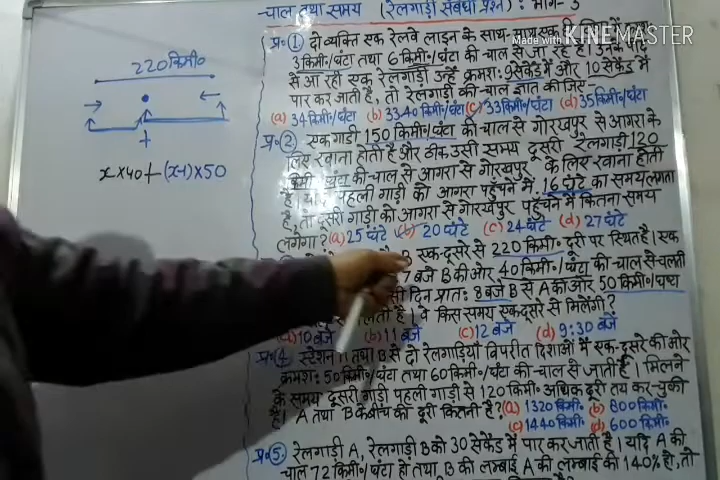 चाल तथा समय (रेलगाड़ी संबंधी प्रश्न) : भाग- 3
Made with KINEMASTER
220 किमी०
x×40+(x-1)×50
प्र० ① दो व्यक्ति एक रेलवे लाइन के साथ-साथ एक ही
3 किमी०/घंटा तथा 6 किमी०/घंटा की चाल से जा रहे हैं। उनके पीछे
से आ रही एक रेलगाड़ी उन्हें क्रमशः 9 सेकेंड में और 10 सेकेंड में
पार कर जाती है, तो रेलगाड़ी की चाल ज्ञात कीजिए
(a) 34 किमी०/घंटा (b) 33.40 किमी०/घंटा (c) 33 किमी०/घंटा (d) 35 किमी०/घंटा
प्र० ② एक गाड़ी 150 किमी०/घंटा की चाल से गोरखपुर से आगरा के
लिए रवाना होती है और ठीक उसी समय दूसरी रेलगाड़ी 120
किमी०/घंटा की चाल से आगरा से गोरखपुर के लिए रवाना होती
है। यदि पहली गाड़ी को आगरा पहुँचने में 16 घंटे का समय लगता
है, तो दूसरी गाड़ी को आगरा से गोरखपुर पहुँचने में कितना समय
लगेगा? (a) 25 घंटे (b) 20 घंटे (c) 24 घंटे (d) 27 घंटे
B एक-दूसरे से 220 किमी० दूरी पर स्थित है। एक
7 बजे B की ओर 40 किमी०/घंटा की चाल से चलती
सी दिन प्रातः 8 बजे B से A की ओर 50 किमी०/घण्टा
वे किस समय एक दूसरे से मिलेंगी?
(a) 10 बजे (b) 11 बजे (c) 12 बजे (d) 9:30 बजे
प्र० ④ स्टेशन A तथा B से दो रेलगाड़ियाँ विपरीत दिशाओं में एक-दूसरे की ओर
क्रमशः 50 किमी०/घंटा तथा 60 किमी०/घंटा की चाल से जाती हैं। मिलने
के समय दूसरी गाड़ी पहली गाड़ी से 120 किमी० अधिक दूरी तय कर चुकी
है। A तथा B के बीच की दूरी कितनी है? (a) 1320 किमी० (b) 800 किमी०
(c) 1440 किमी० (d) 600 किमी०
प्र० ⑤ रेलगाड़ी A, रेलगाड़ी B को 30 सेकेंड में पार कर जाती है। यदि A की
चाल 72 किमी०/घंटा हो तथा B की लम्बाई A की लम्बाई की 140% हो, तो